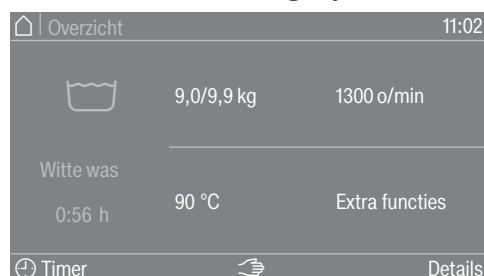 Overzicht 11:02
9,0/9,9 kg 1300 o/min
Witte was
90 °C Extra functies
0:56 h
Timer Details